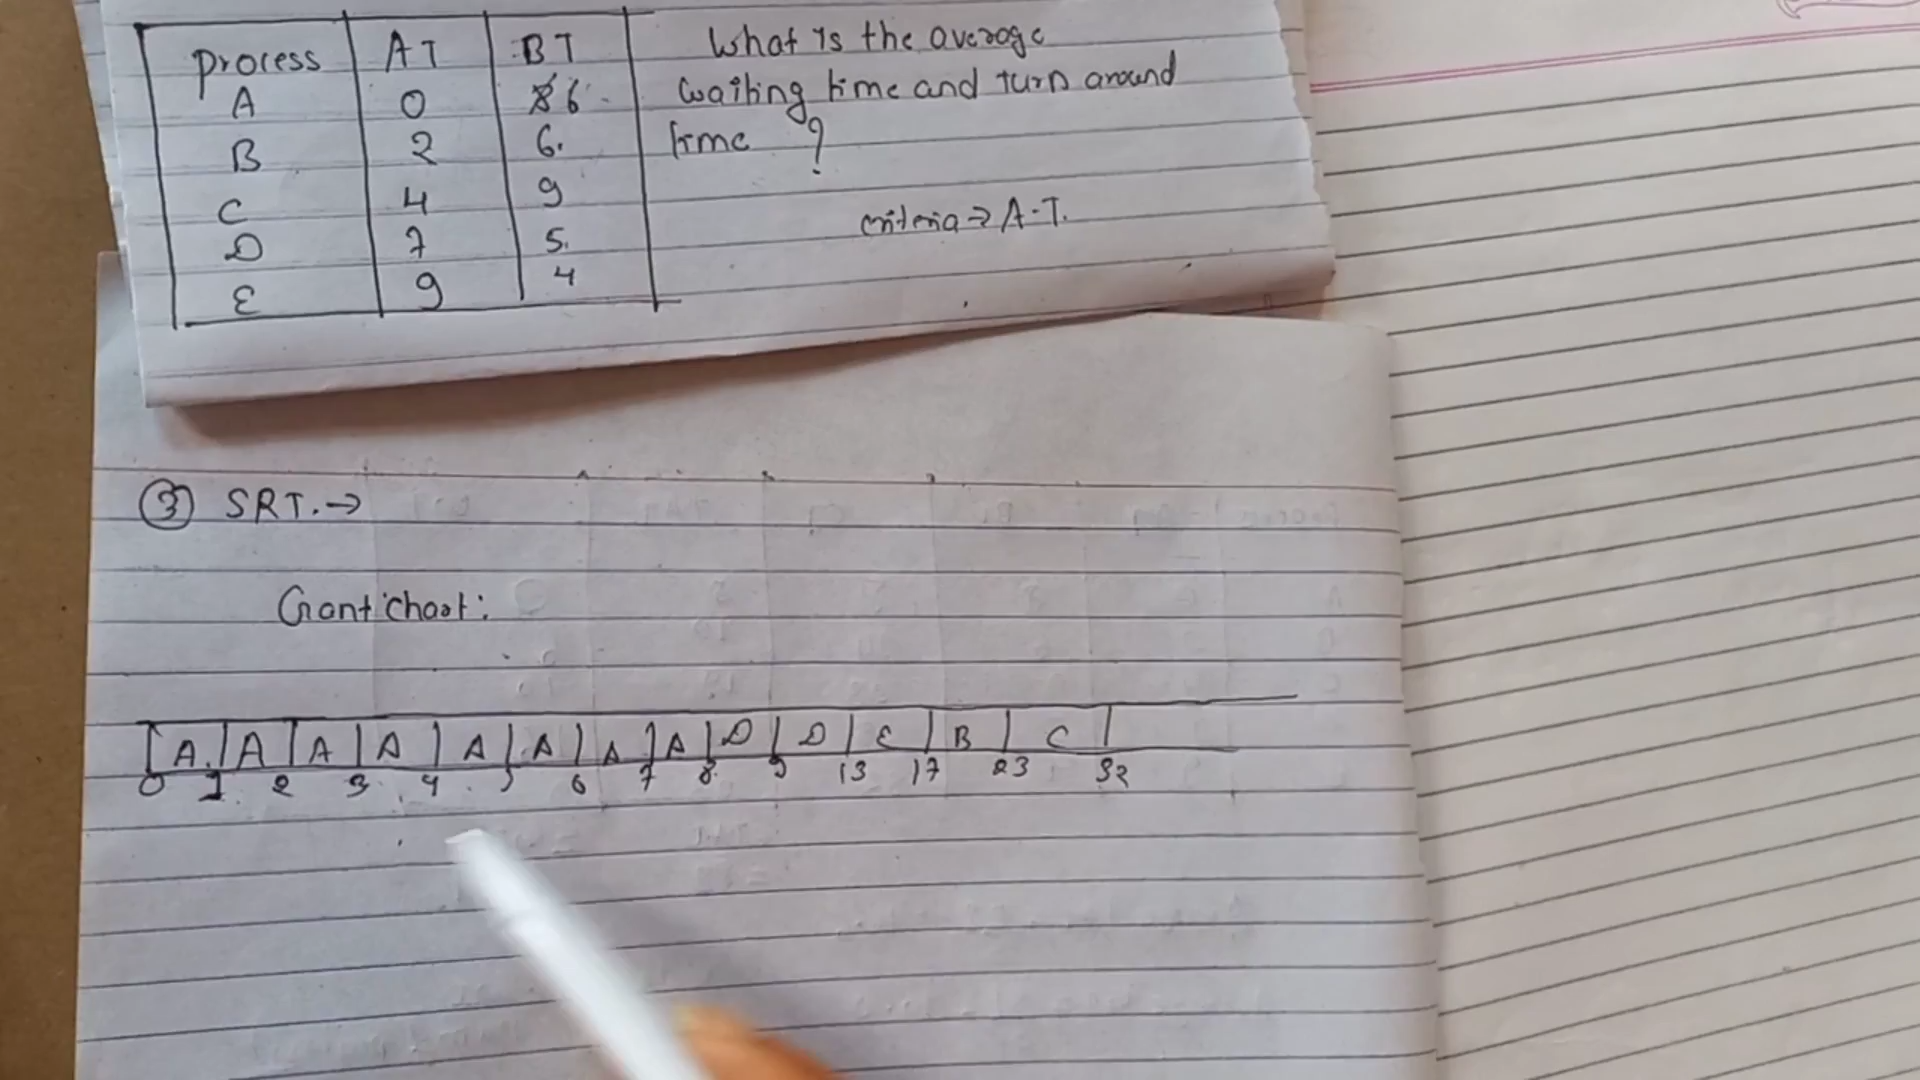 Process AT BT
A 0 8 6
B 2 6.
C 4 9
D 7 5.
E 9 4
What is the average
waiting time and turn around
time ?
criteria → A.T.
③ SRT. →
Gant chart:
A A A A A A A A D D E B C
0 1 2 3 4 5 6 7 8 9 13 17 23 32